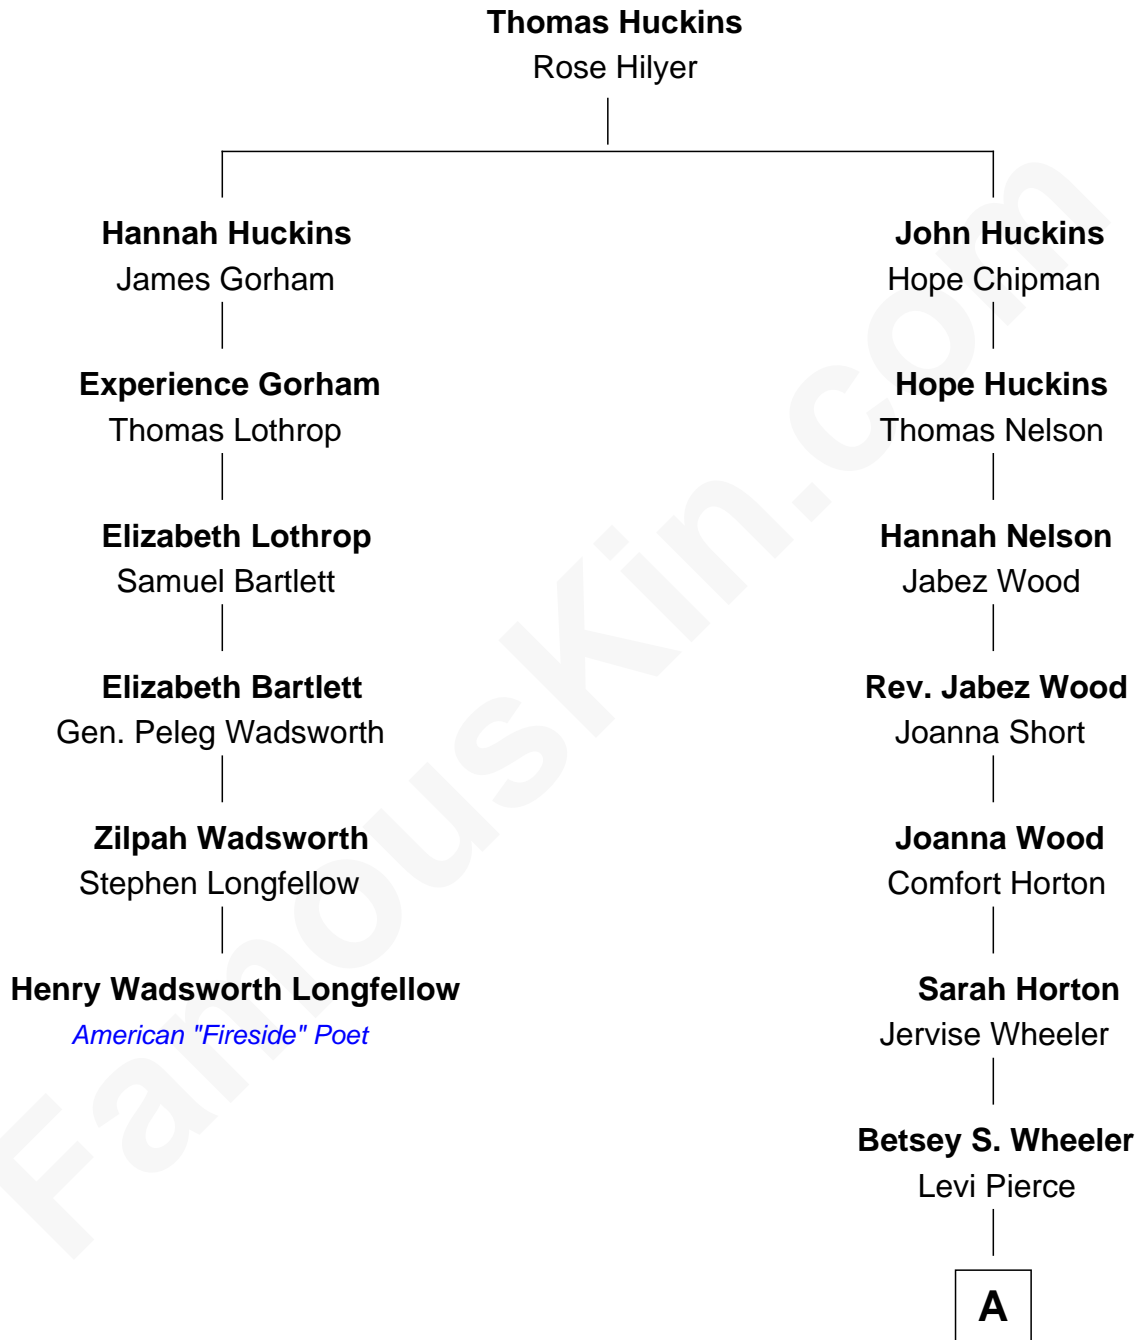 Thomas Huckins
Rose Hilyer
Hannah Huckins
James Gorham
John Huckins
Hope Chipman
Experience Gorham
Thomas Lothrop
Hope Huckins
Thomas Nelson
Elizabeth Lothrop
Samuel Bartlett
Hannah Nelson
Jabez Wood
Elizabeth Bartlett
Gen. Peleg Wadsworth
Rev. Jabez Wood
Joanna Short
Zilpah Wadsworth
Stephen Longfellow
Joanna Wood
Comfort Horton
Henry Wadsworth Longfellow
American "Fireside" Poet
Sarah Horton
Jervise Wheeler
Betsey S. Wheeler
Levi Pierce
A
FamousKin.com